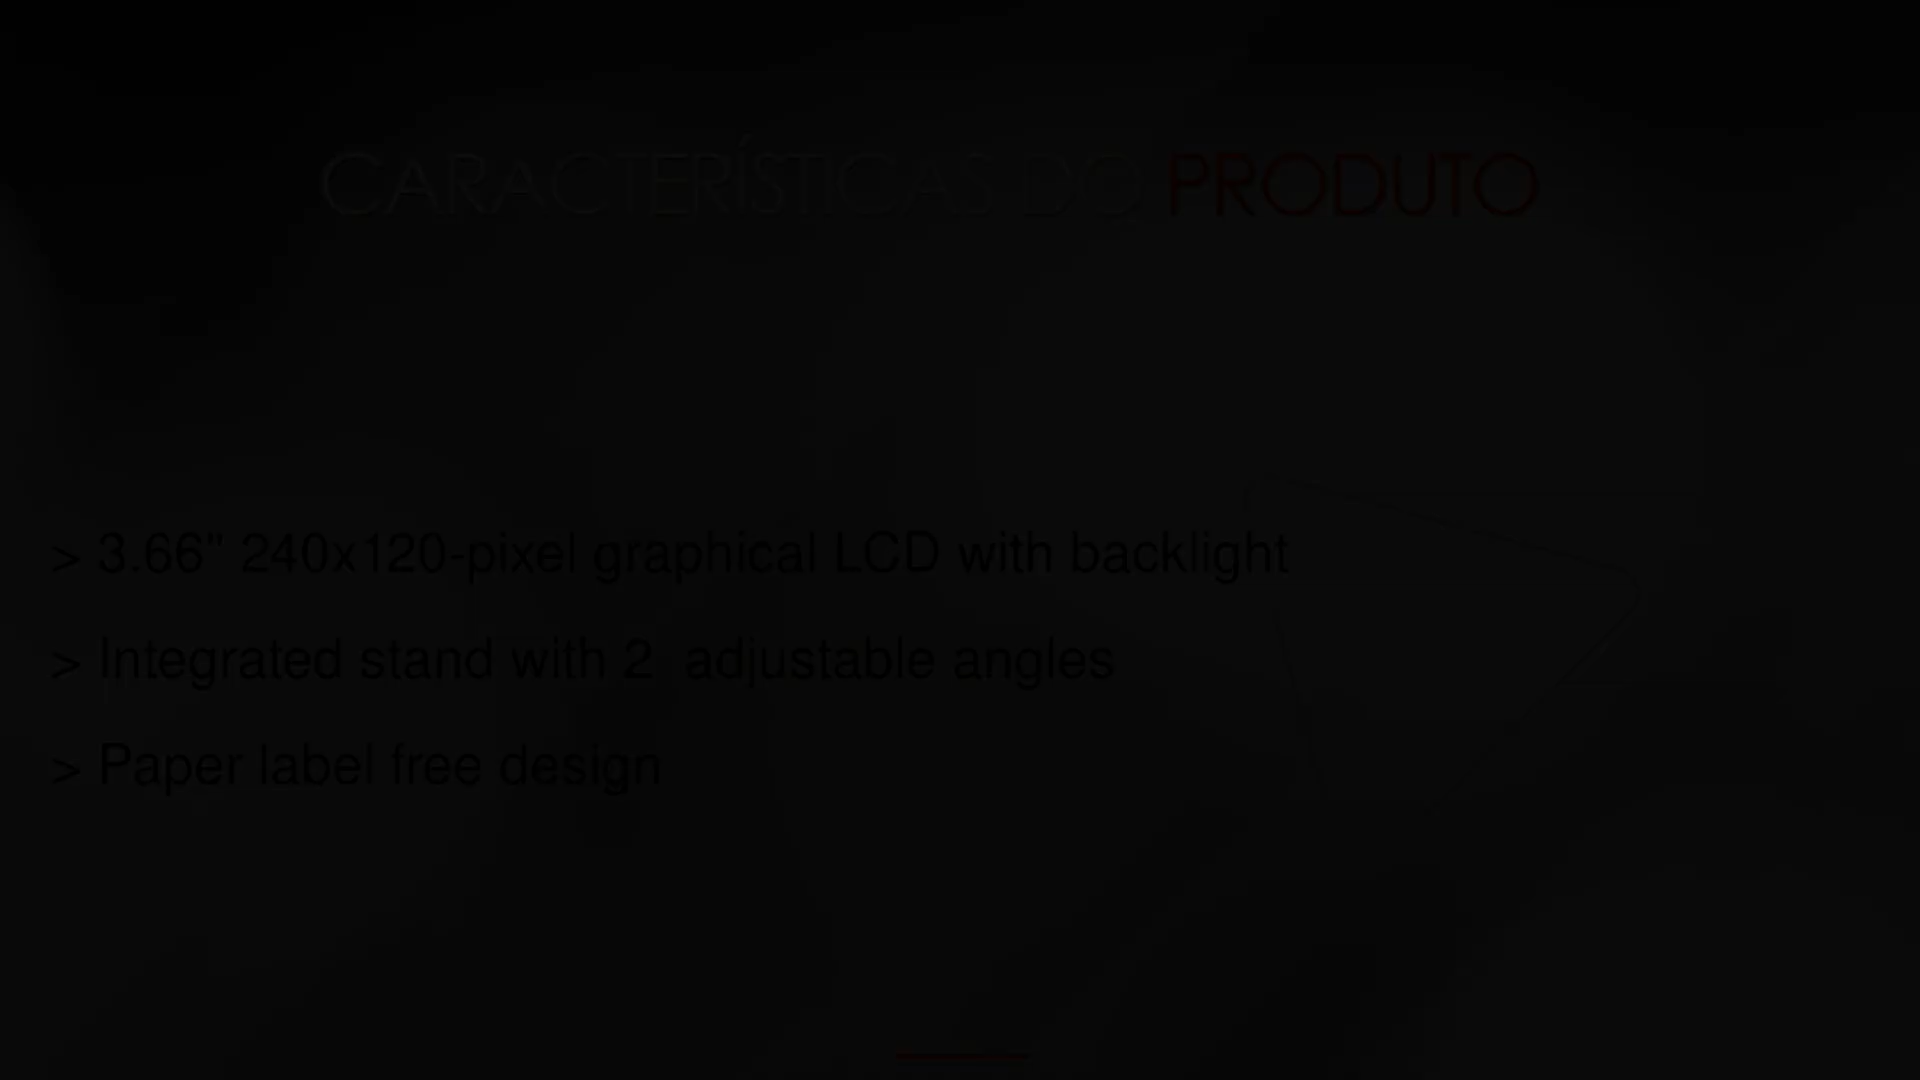 CARACTERÍSTICAS DO PRODUTO
> 3.66" 240x120-pixel graphical LCD with backlight
> Integrated stand with 2  adjustable angles
> Paper label free design